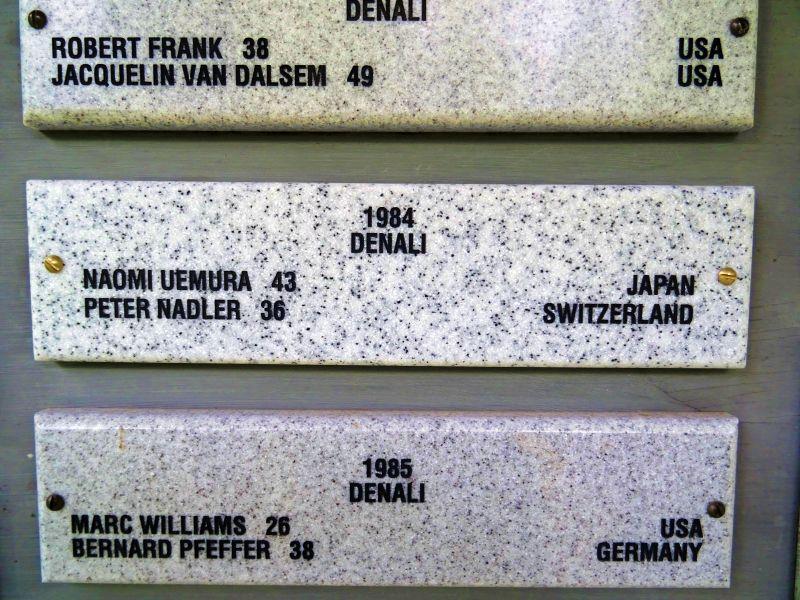 DENALI
ROBERT FRANK 38 USA
JACQUELIN VAN DALSEM 49 USA
1984
DENALI
NAOMI UEMURA 43 JAPAN
PETER NADLER 36 SWITZERLAND
1985
DENALI
MARC WILLIAMS 26 USA
BERNARD PFEFFER 38 GERMANY